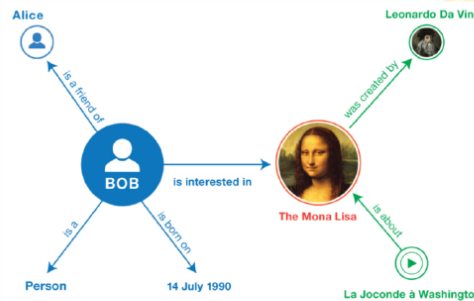 Alice
Leonardo Da Vin
is a friend of
was created by
BOB
is interested in
The Mona Lisa
is a
is born on
is about
Person
14 July 1990
La Joconde à Washingto